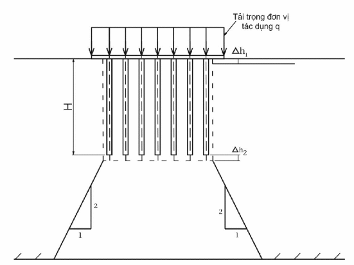 Tải trọng đơn vị
tác dụng q
Δh₁
H
Δh₂
2
1
2
1